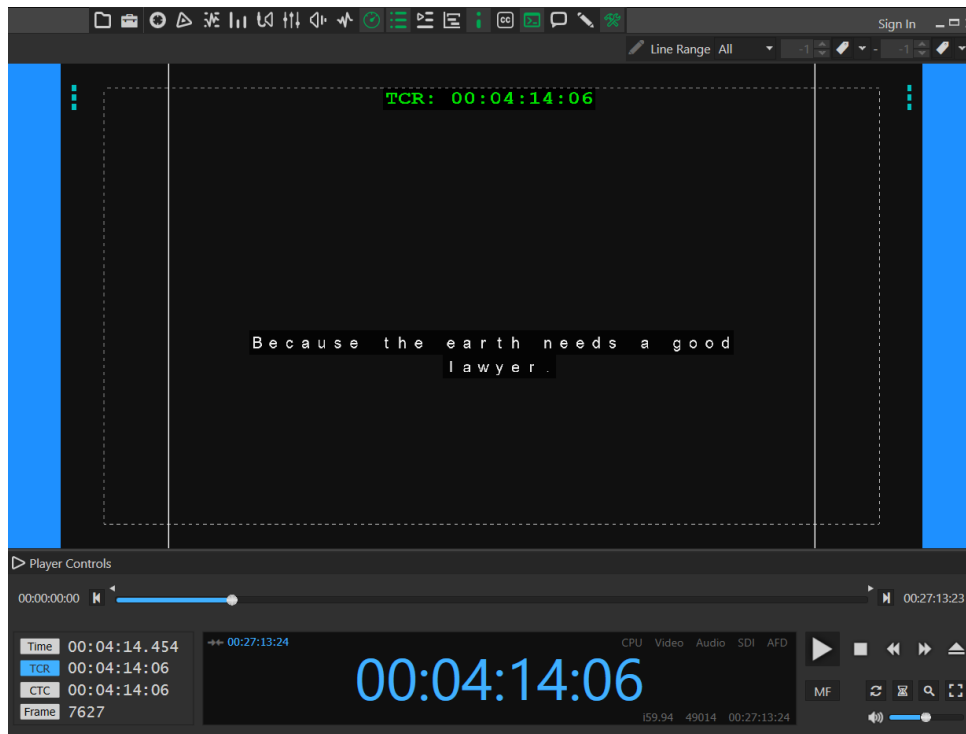 Sign In
Line Range All -1 - -1
TCR: 00:04:14:06
Because the earth needs a good
lawyer.
Player Controls
00:00:00:00 00:27:13:23
Time 00:04:14.454
TCR 00:04:14:06
CTC 00:04:14:06
Frame 7627
00:27:13:24 CPU Video Audio SDI AFD
00:04:14:06
i59.94 49014 00:27:13:24
MF